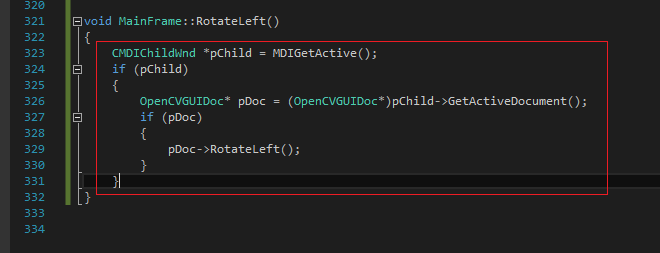 320
321 void MainFrame::RotateLeft()
322 {
323 CMDIChildWnd *pChild = MDIGetActive();
324 if (pChild)
325 {
326 OpenCVGUIDoc* pDoc = (OpenCVGUIDoc*)pChild->GetActiveDocument();
327 if (pDoc)
328 {
329 pDoc->RotateLeft();
330 }
331 }
332 }
333
334